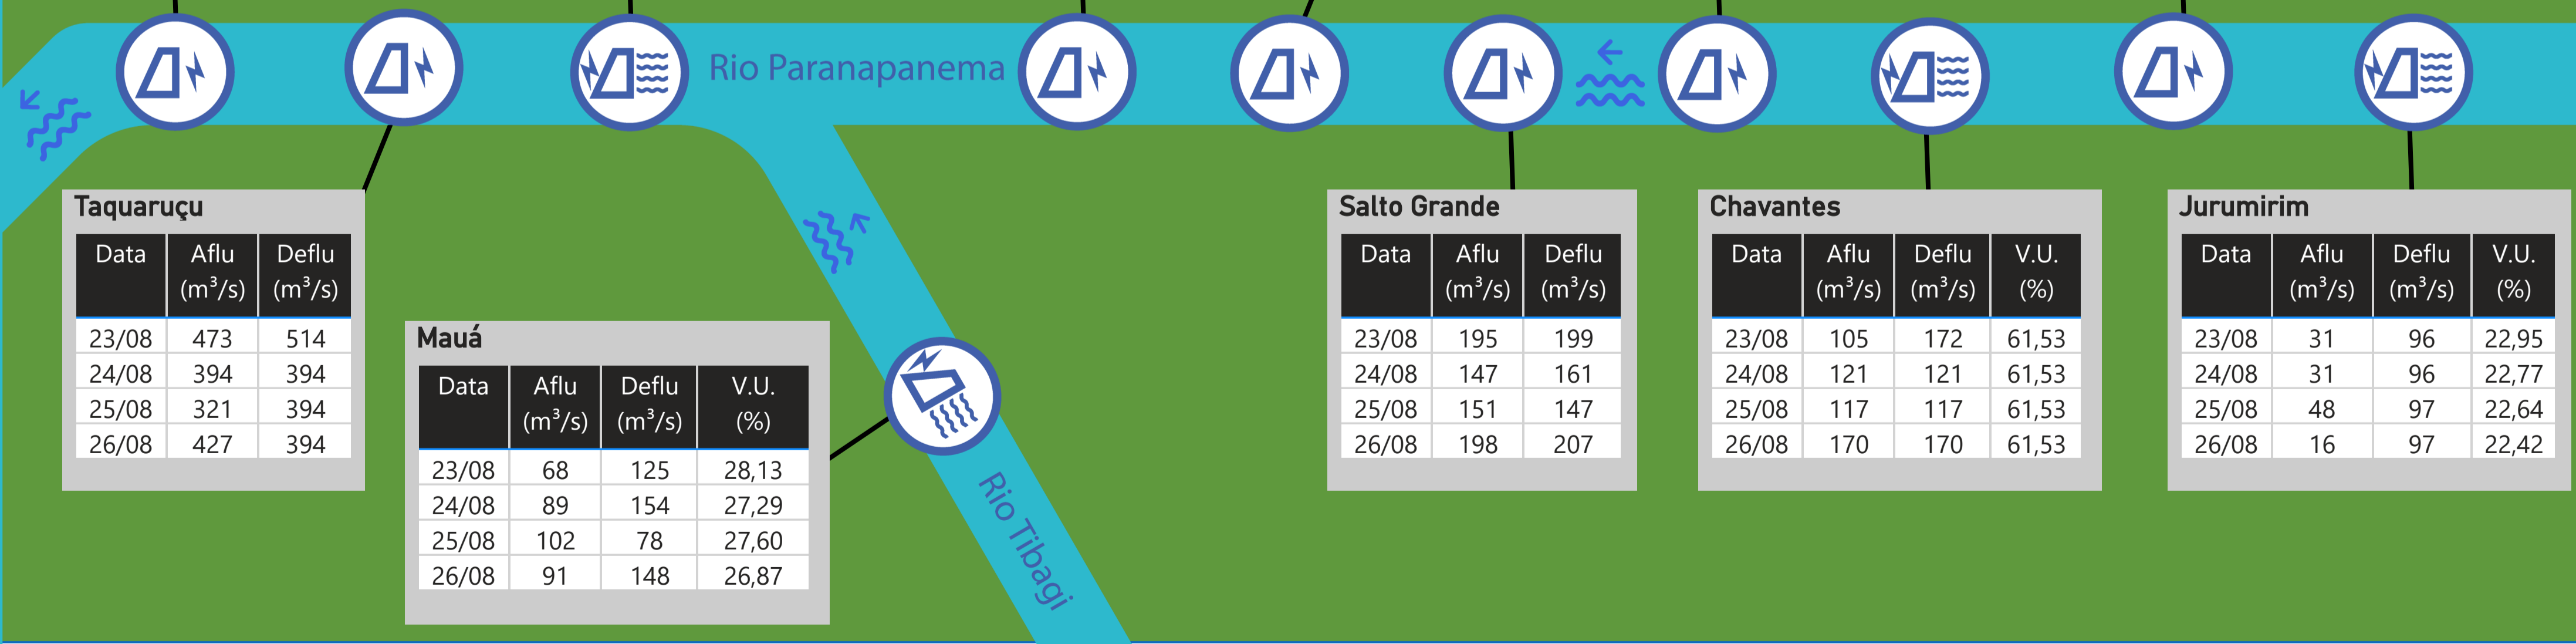 Rio Paranapanema
Taquaruçu
Data Aflu (m³/s) Deflu (m³/s)
23/08 473 514
24/08 394 394
25/08 321 394
26/08 427 394
Mauá
Data Aflu (m³/s) Deflu (m³/s) V.U. (%)
23/08 68 125 28,13
24/08 89 154 27,29
25/08 102 78 27,60
26/08 91 148 26,87
Rio Tibagi
Salto Grande
Data Aflu (m³/s) Deflu (m³/s)
23/08 195 199
24/08 147 161
25/08 151 147
26/08 198 207
Chavantes
Data Aflu (m³/s) Deflu (m³/s) V.U. (%)
23/08 105 172 61,53
24/08 121 121 61,53
25/08 117 117 61,53
26/08 170 170 61,53
Jurumirim
Data Aflu (m³/s) Deflu (m³/s) V.U. (%)
23/08 31 96 22,95
24/08 31 96 22,77
25/08 48 97 22,64
26/08 16 97 22,42